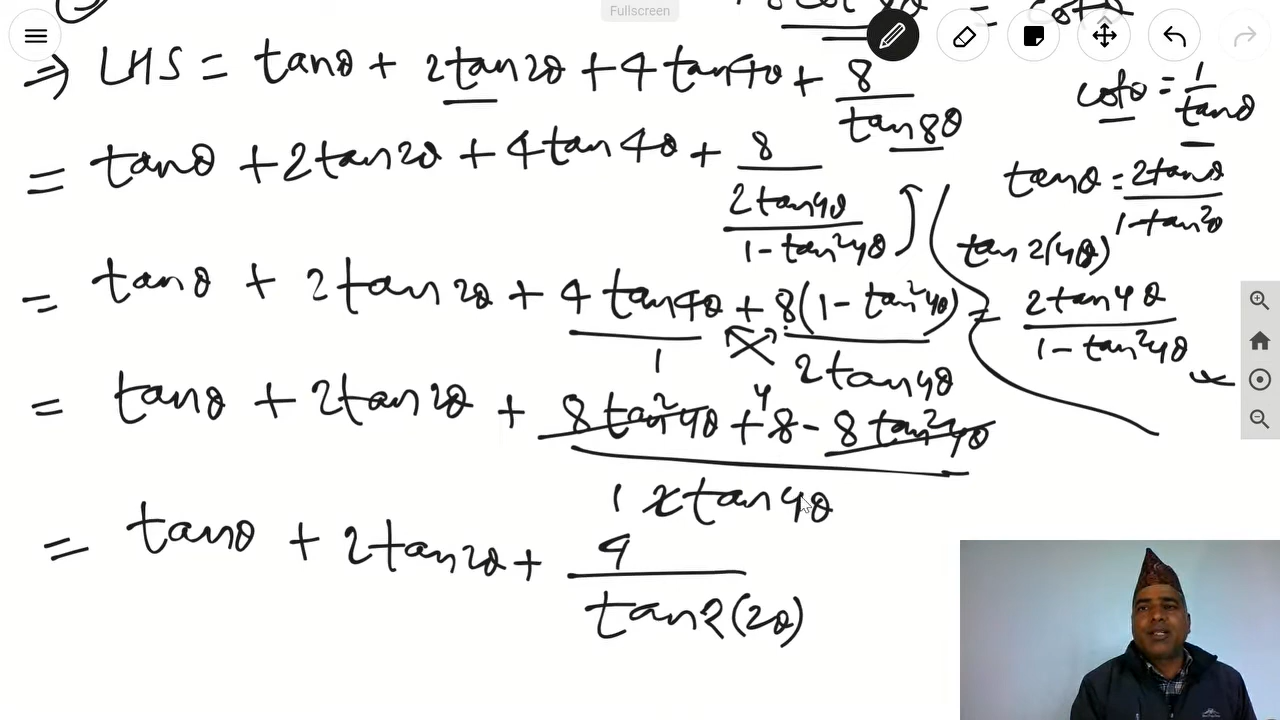 Fullscreen
= cotθ
⇒ LHS = tanθ + 2tan2θ + 4tan4θ + 8/tan8θ
cotθ = 1/tanθ
= tanθ + 2tan2θ + 4tan4θ + 8/(2tan4θ/(1-tan²4θ))
tanθ = 2tanθ/(1-tan²θ)
tan2(4θ)
= 2tan4θ/(1-tan²4θ)
= tanθ + 2tan2θ + 4tan4θ/1 + 8(1-tan²4θ)/2tan4θ
= tanθ + 2tan2θ + (8tan²4θ + 8 - 8tan²4θ)/(1×tan4θ)
4
= tanθ + 2tan2θ + 4/tan2(2θ)